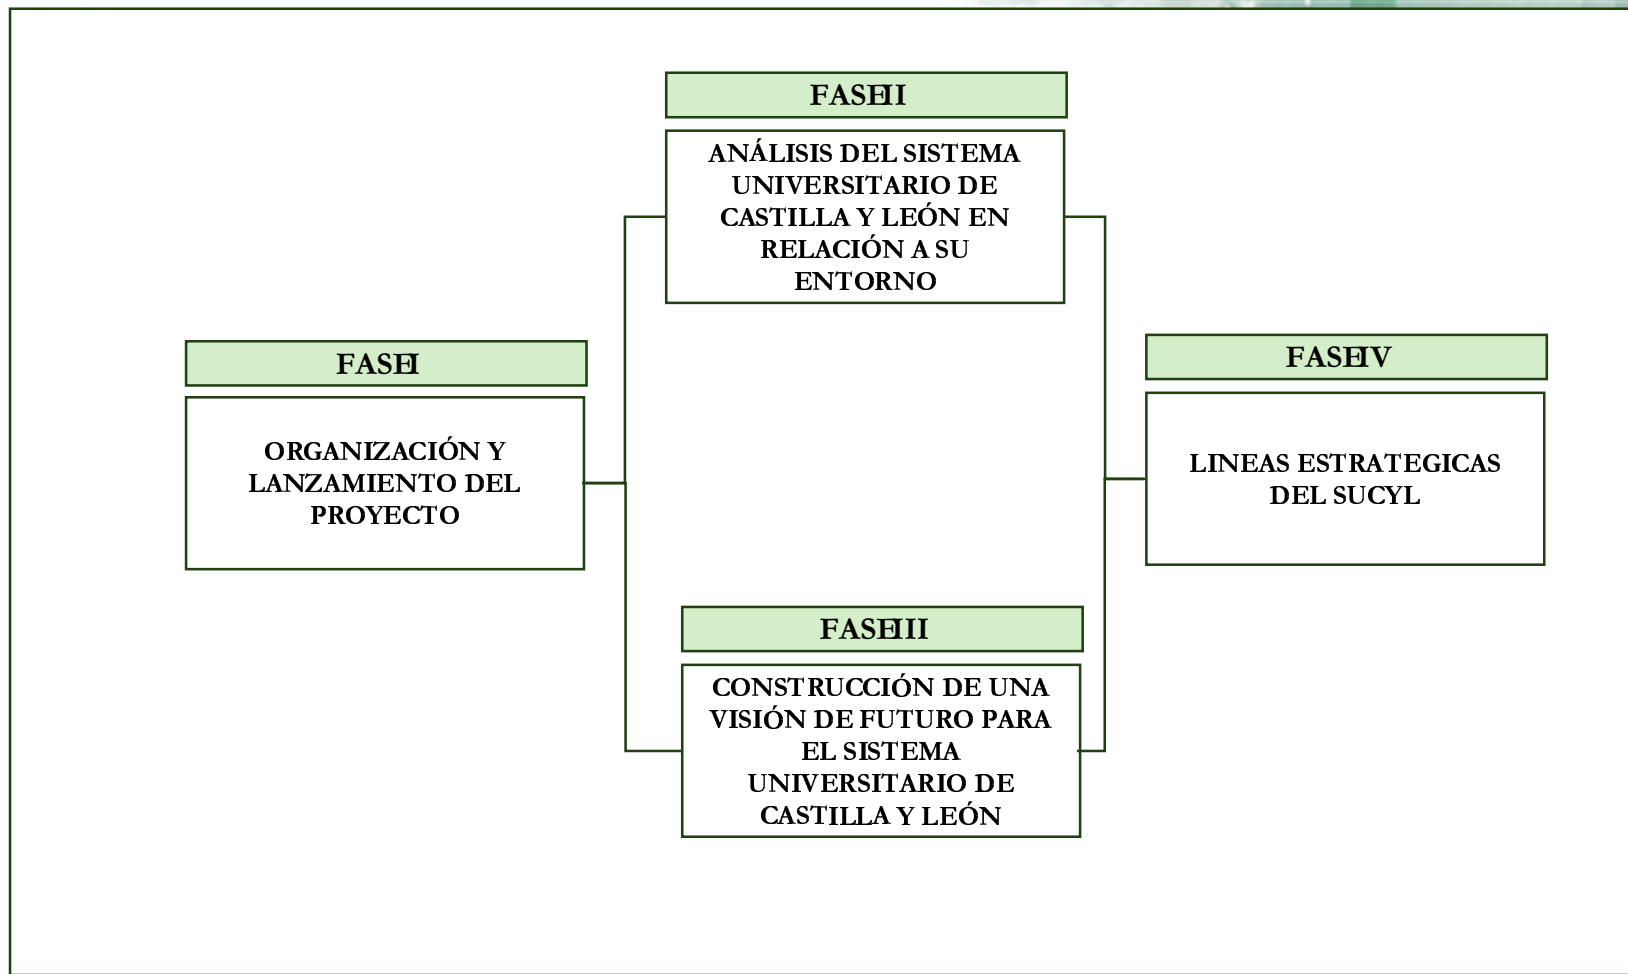 FASE II
ANÁLISIS DEL SISTEMA
UNIVERSITARIO DE
CASTILLA Y LEÓN EN
RELACIÓN A SU
ENTORNO
FASE I
ORGANIZACIÓN Y
LANZAMIENTO DEL
PROYECTO
FASE IV
LINEAS ESTRATEGICAS
DEL SUCYL
FASE III
CONSTRUCCIÓN DE UNA
VISIÓN DE FUTURO PARA
EL SISTEMA
UNIVERSITARIO DE
CASTILLA Y LEÓN